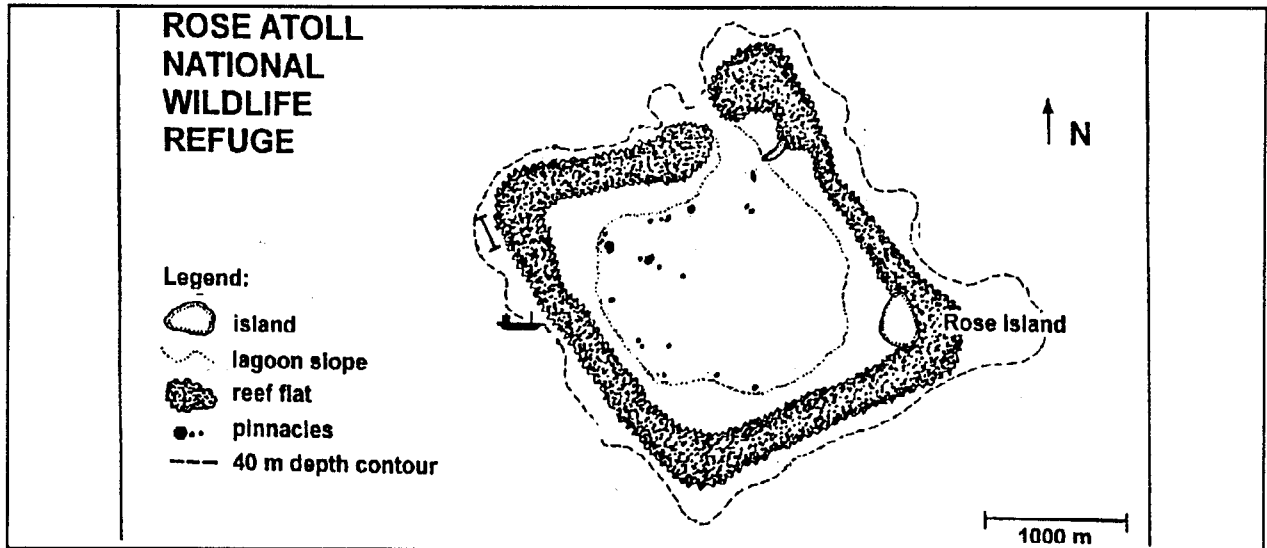 ROSE ATOLL
NATIONAL
WILDLIFE
REFUGE
N
Legend:
island
lagoon slope
reef flat
pinnacles
40 m depth contour
Rose Island
1000 m